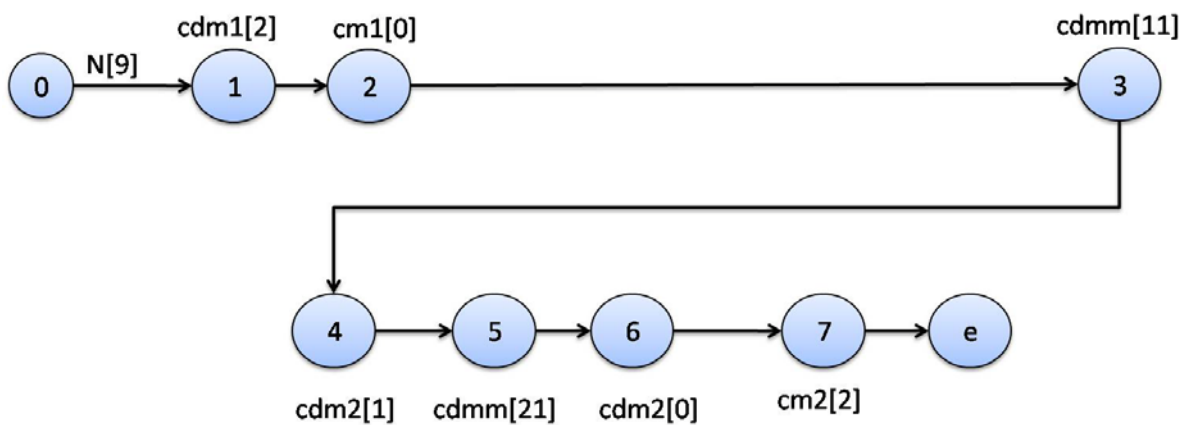 cdm1[2] cm1[0] cdmm[11]
0 N[9] 1 2 3
4 5 6 7 e
cdm2[1] cdmm[21] cdm2[0] cm2[2]